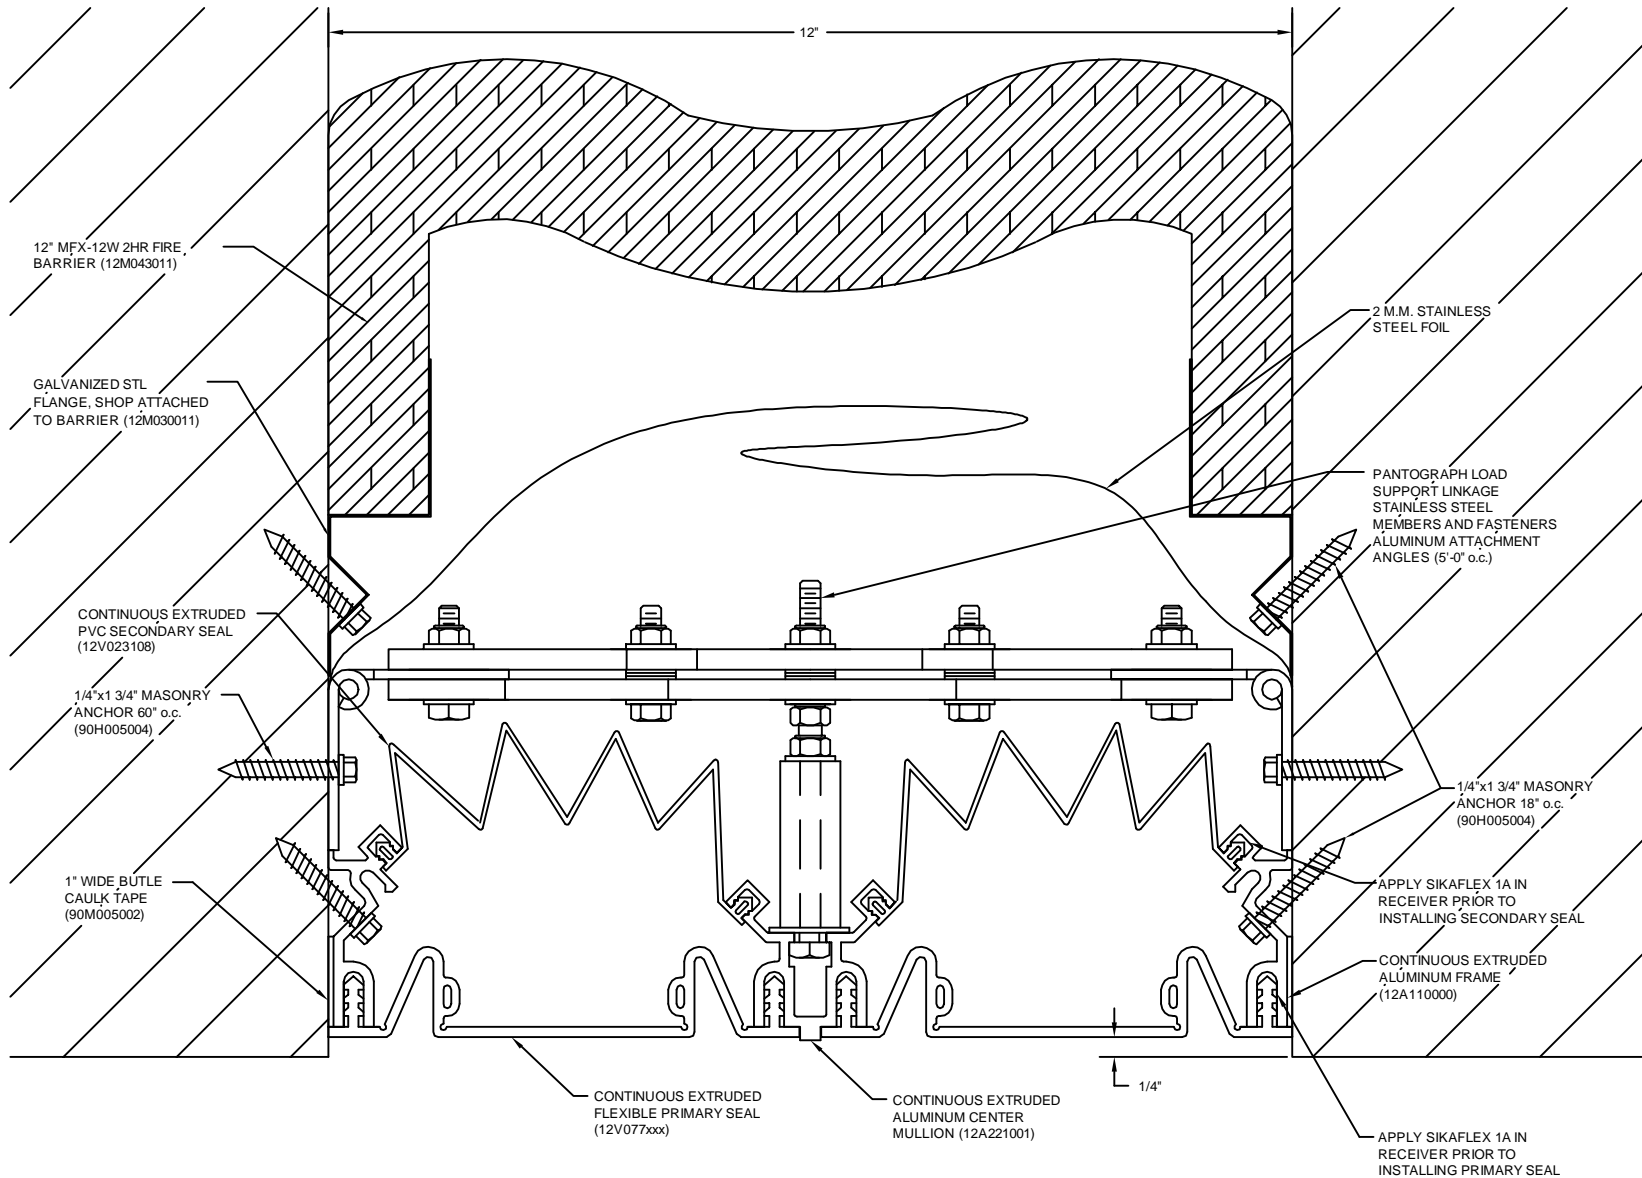 12"
12" MFX-12W 2HR FIRE
BARRIER (12M043011)
GALVANIZED STL
FLANGE, SHOP ATTACHED
TO BARRIER (12M030011)
CONTINUOUS EXTRUDED
PVC SECONDARY SEAL
(12V023108)
1/4"x1 3/4" MASONRY
ANCHOR 60" o.c.
(90H005004)
1" WIDE BUTLE
CAULK TAPE
(90M005002)
2 M.M. STAINLESS
STEEL FOIL
PANTOGRAPH LOAD
SUPPORT LINKAGE
STAINLESS STEEL
MEMBERS AND FASTENERS
ALUMINUM ATTACHMENT
ANGLES (5'-0" o.c.)
1/4"x1 3/4" MASONRY
ANCHOR 18" o.c.
(90H005004)
APPLY SIKAFLEX 1A IN
RECEIVER PRIOR TO
INSTALLING SECONDARY SEAL
CONTINUOUS EXTRUDED
ALUMINUM FRAME
(12A110000)
1/4"
CONTINUOUS EXTRUDED
FLEXIBLE PRIMARY SEAL
(12V077xxx)
CONTINUOUS EXTRUDED
ALUMINUM CENTER
MULLION (12A221001)
APPLY SIKAFLEX 1A IN
RECEIVER PRIOR TO
INSTALLING PRIMARY SEAL